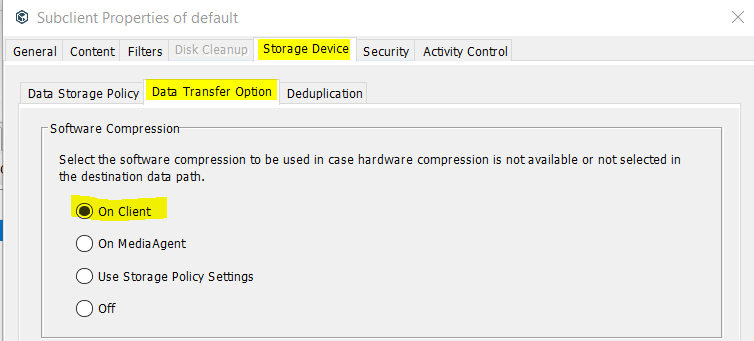 Subclient Properties of default
General Content Filters Disk Cleanup Storage Device Security Activity Control
Data Storage Policy Data Transfer Option Deduplication
Software Compression
Select the software compression to be used in case hardware compression is not available or not selected in
the destination data path.
On Client
On MediaAgent
Use Storage Policy Settings
Off